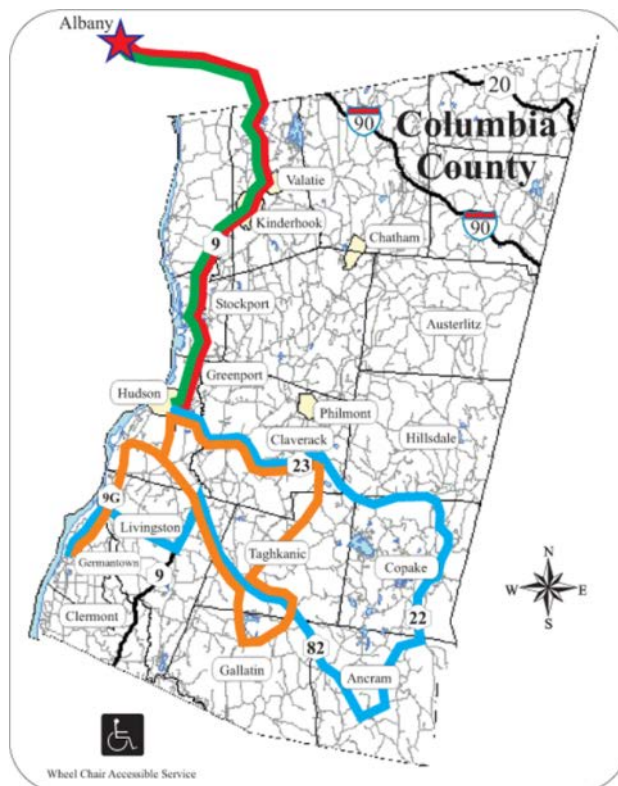 Albany
20
90
Columbia
County
Valatie
Kinderhook
90
9
Chatham
Stockport
Austerlitz
Greenport
Hudson
Philmont
Claverack
Hillsdale
23
9G
Livingston
Taghkanic
Germantown
Copake
9
N
W E
S
Clermont
22
82
Gallatin
Ancram
Wheel Chair Accessible Service